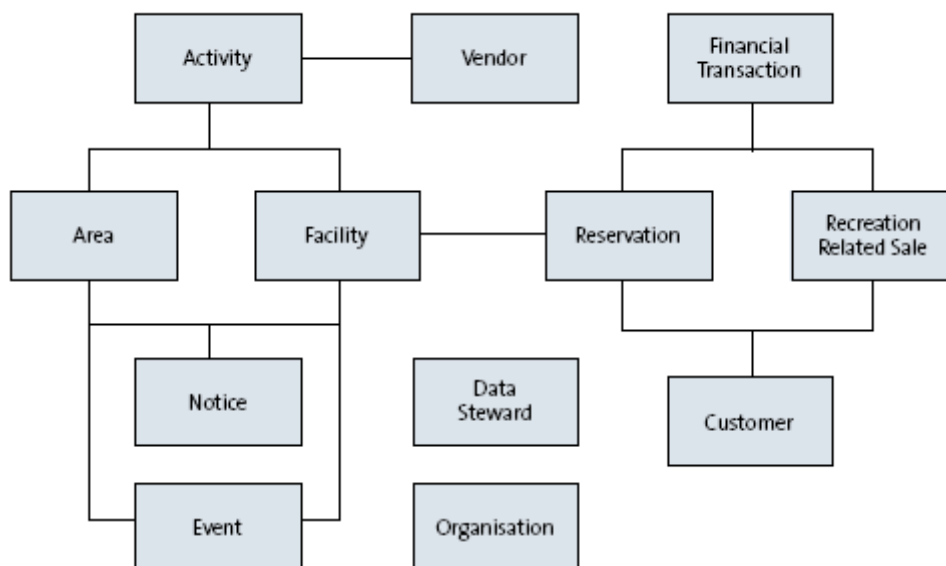 Activity
Vendor
Financial
Transaction
Area
Facility
Reservation
Recreation
Related Sale
Notice
Data
Steward
Customer
Event
Organisation